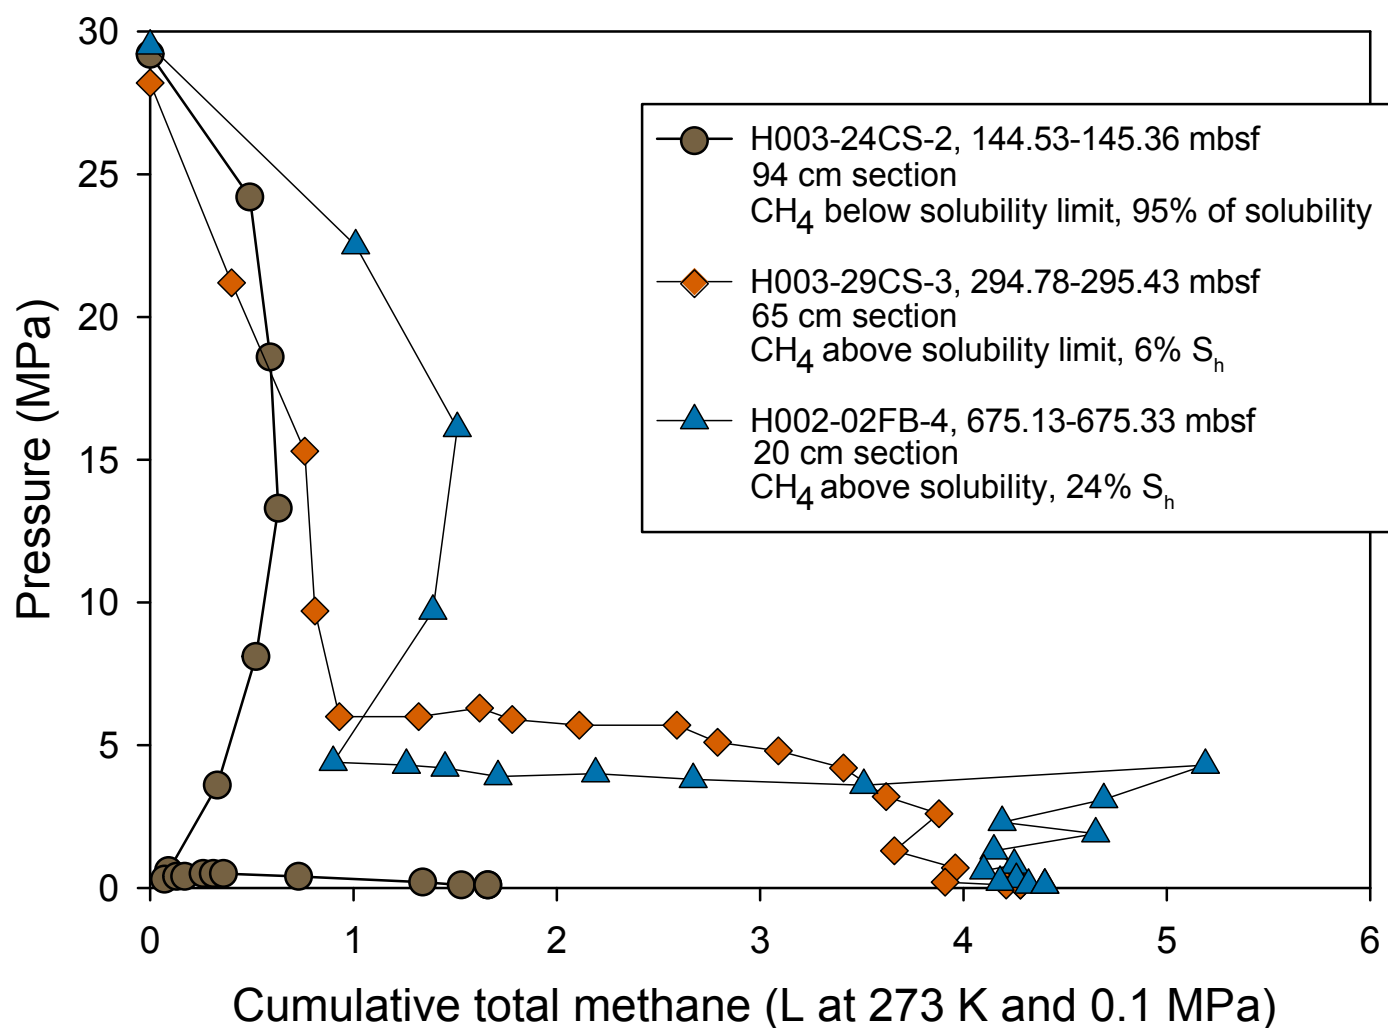 30
25
20
15
10
5
0
Pressure (MPa)
H003-24CS-2, 144.53-145.36 mbsf
94 cm section
CH4 below solubility limit, 95% of solubility
H003-29CS-3, 294.78-295.43 mbsf
65 cm section
CH4 above solubility limit, 6% Sh
H002-02FB-4, 675.13-675.33 mbsf
20 cm section
CH4 above solubility, 24% Sh
0 1 2 3 4 5 6
Cumulative total methane (L at 273 K and 0.1 MPa)